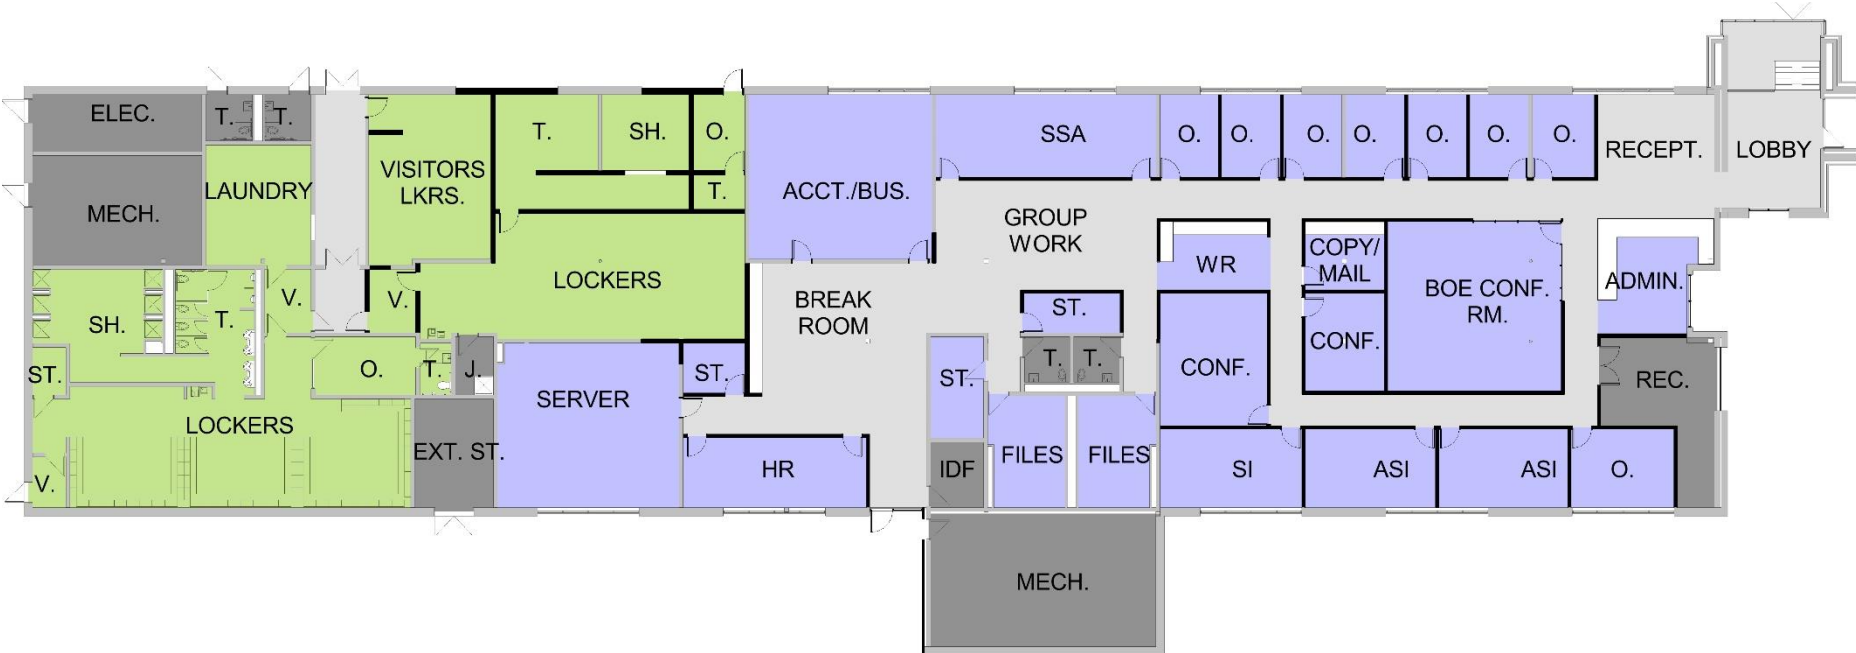 ELEC.
T.
T.
T.
SH.
O.
SSA
O.
O.
O.
O.
O.
O.
O.
RECEPT.
LOBBY
MECH.
LAUNDRY
VISITORS
LKRS.
T.
ACCT./BUS.
GROUP
WORK
LOCKERS
WR
COPY/
MAIL
BOE CONF.
RM.
ADMIN.
SH.
T.
V.
V.
BREAK
ROOM
ST.
CONF.
ST.
O.
T.
J.
SERVER
ST.
ST.
T.
T.
CONF.
REC.
LOCKERS
EXT. ST.
V.
HR
IDF
FILES
FILES
SI
ASI
ASI
O.
MECH.